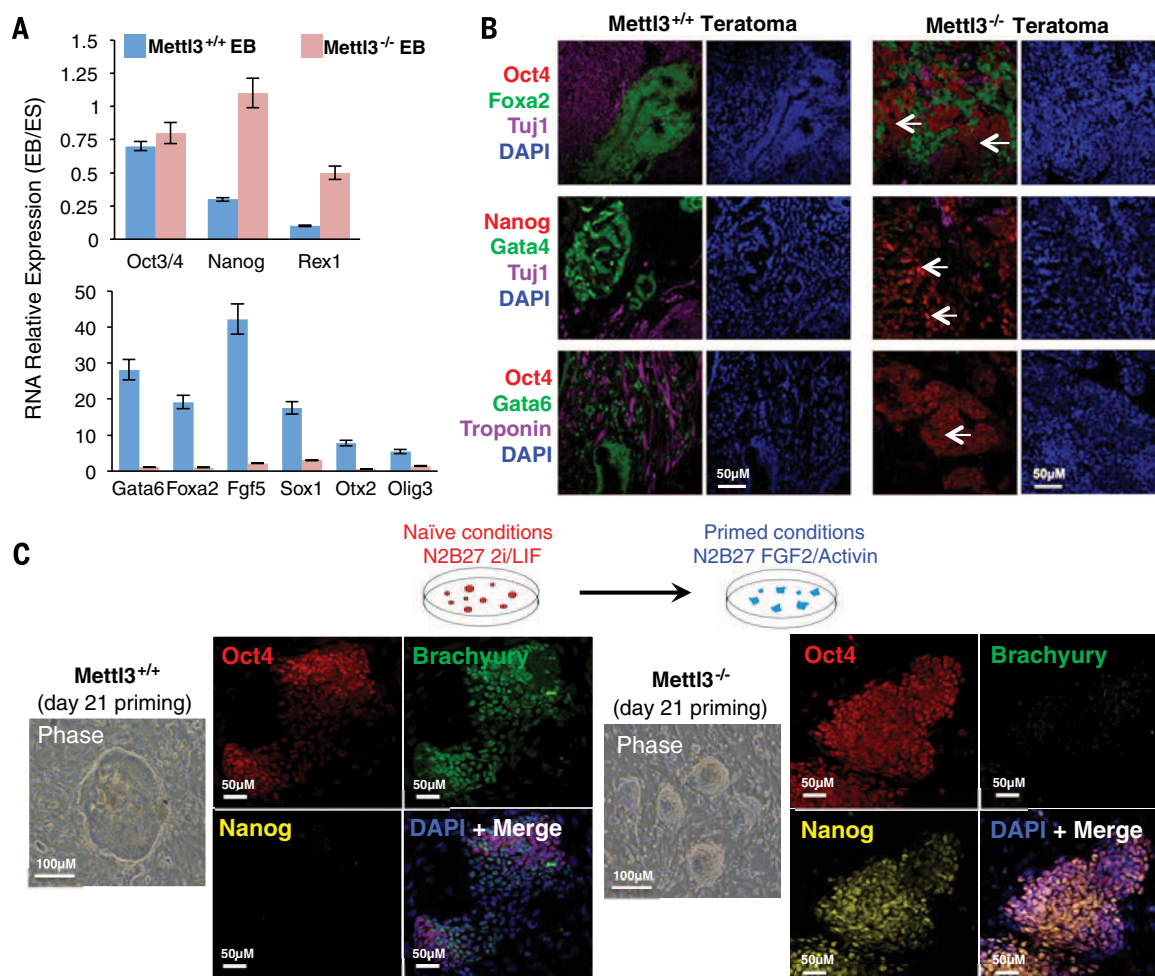 A
Mettl3+/+ EB
Mettl3-/- EB
RNA Relative Expression (EB/ES)
1.5
1.25
1
0.75
0.5
0.25
0
Oct3/4 Nanog Rex1
50
40
30
20
10
0
Gata6 Foxa2 Fgf5 Sox1 Otx2 Olig3
B
Mettl3+/+ Teratoma
Mettl3-/- Teratoma
Oct4
Foxa2
Tuj1
DAPI
Nanog
Gata4
Tuj1
DAPI
Oct4
Gata6
Troponin
DAPI
50µM
50µM
C
Naïve conditions
N2B27 2i/LIF
Primed conditions
N2B27 FGF2/Activin
Mettl3+/+
(day 21 priming)
Phase
100µM
Oct4
50µM
Brachyury
50µM
Nanog
50µM
DAPI + Merge
50µM
Mettl3-/-
(day 21 priming)
Phase
100µM
Oct4
50µM
Brachyury
50µM
Nanog
50µM
DAPI + Merge
50µM